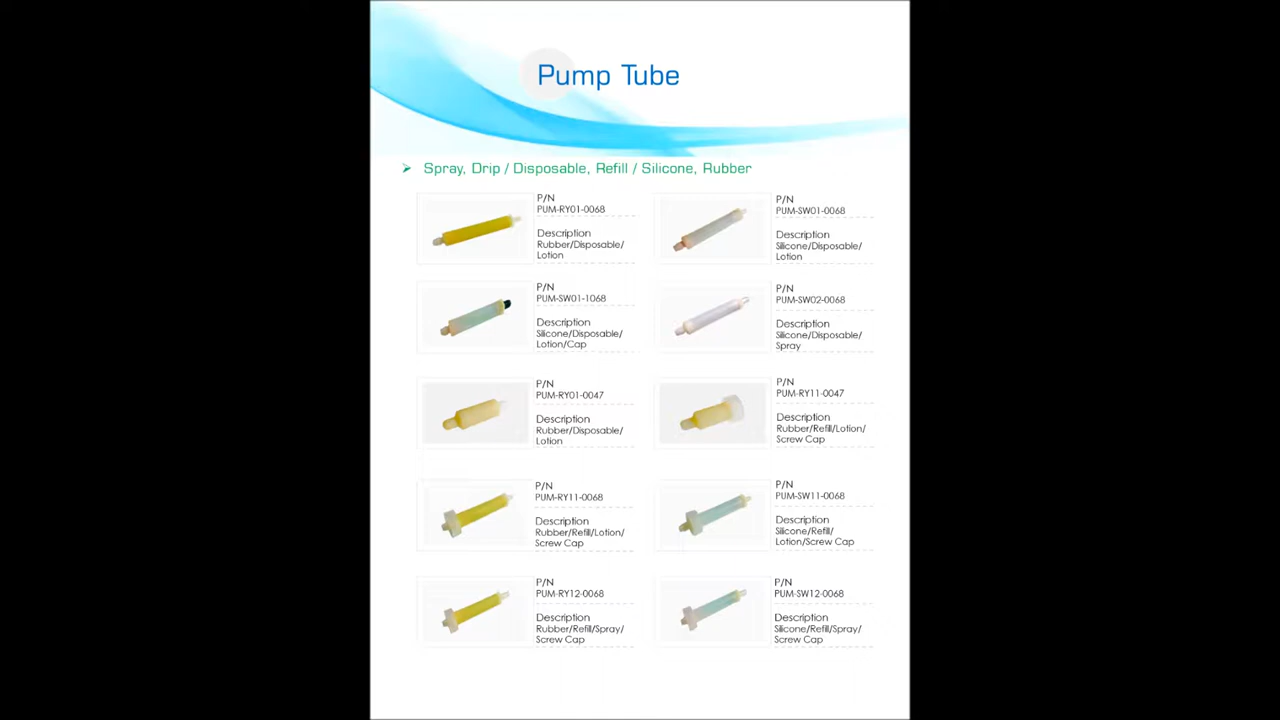 Pump Tube
Spray, Drip / Disposable, Refill / Silicone, Rubber
P/N
PUM-RY01-0068
Description
Rubber/Disposable/
Lotion
P/N
PUM-SW01-0068
Description
Silicone/Disposable/
Lotion
P/N
PUM-SW01-1068
Description
Silicone/Disposable/
Lotion/Cap
P/N
PUM-SW02-0068
Description
Silicone/Disposable/
Spray
P/N
PUM-RY01-0047
Description
Rubber/Disposable/
Lotion
P/N
PUM-RY11-0047
Description
Rubber/Refill/Lotion/
Screw Cap
P/N
PUM-RY11-0068
Description
Rubber/Refill/Lotion/
Screw Cap
P/N
PUM-SW11-0068
Description
Silicone/Refill/
Lotion/Screw Cap
P/N
PUM-RY12-0068
Description
Rubber/Refill/Spray/
Screw Cap
P/N
PUM-SW12-0068
Description
Silicone/Refill/Spray/
Screw Cap